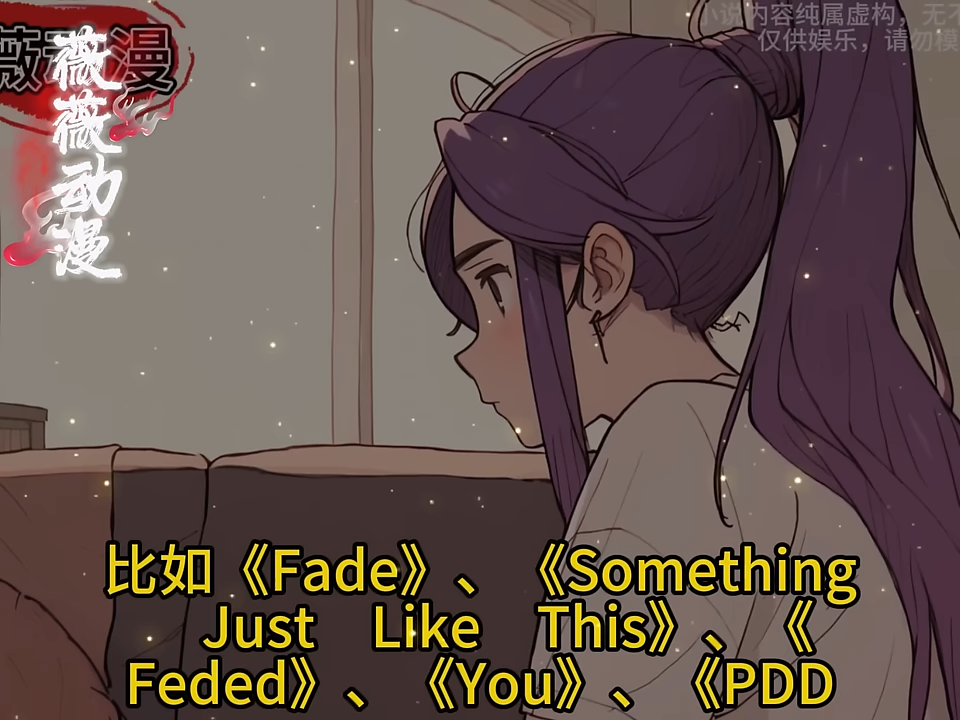 小说内容纯属虚构，无不
仅供娱乐，请勿模
薇
漫
薇薇动漫
比如《Fade》、《Something
Just Like This》、《
Feded》、《You》、《PDD